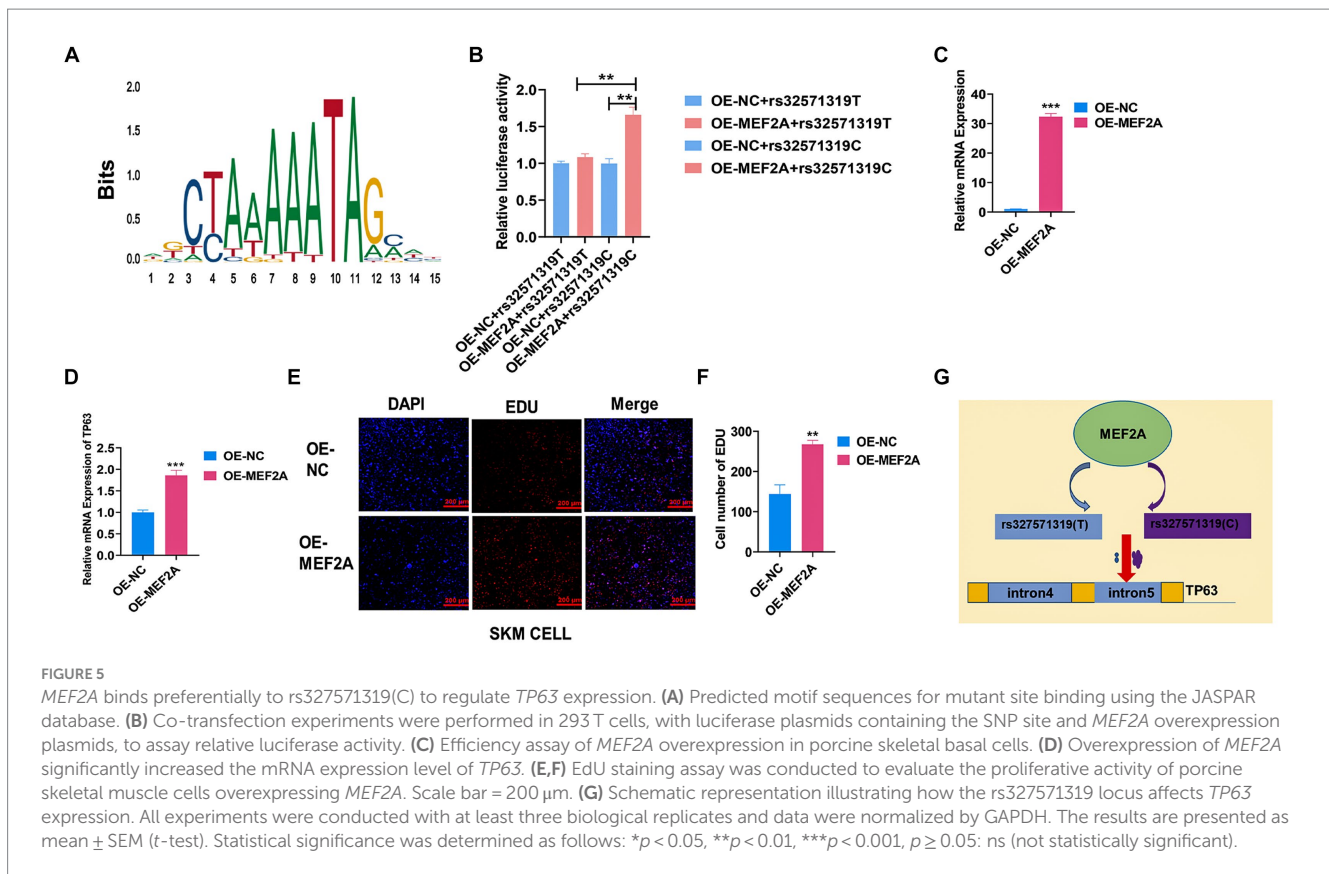 A
Bits
2.0
1.5
1.0
0.5
0.0
1 2 3 4 5 6 7 8 9 10 11 12 13 14 15
B
Relative luciferase activity
2.0
1.5
1.0
0.5
0.0
**
**
OE-NC+rs32571319T
OE-MEF2A+rs32571319T
OE-NC+rs32571319C
OE-MEF2A+rs32571319C
OE-NC+rs32571319T
OE-MEF2A+rs32571319T
OE-NC+rs32571319C
OE-MEF2A+rs32571319C
C
Relative mRNA Expression
40
30
20
10
0
***
OE-NC
OE-MEF2A
OE-NC
OE-MEF2A
D
Relative mRNA Expression of TP63
2.5
2.0
1.5
1.0
0.5
0.0
***
OE-NC
OE-MEF2A
OE-NC
OE-MEF2A
E
DAPI EDU Merge
OE-
NC
200 μm 200 μm 200 μm
OE-
MEF2A
200 μm 200 μm 200 μm
SKM CELL
F
Cell number of EDU
300
200
100
0
**
OE-NC
OE-MEF2A
OE-NC
OE-MEF2A
G
MEF2A
rs327571319(T) rs327571319(C)
intron4 intron5 TP63
FIGURE 5
MEF2A binds preferentially to rs327571319(C) to regulate TP63 expression. (A) Predicted motif sequences for mutant site binding using the JASPAR
database. (B) Co-transfection experiments were performed in 293 T cells, with luciferase plasmids containing the SNP site and MEF2A overexpression
plasmids, to assay relative luciferase activity. (C) Efficiency assay of MEF2A overexpression in porcine skeletal basal cells. (D) Overexpression of MEF2A
significantly increased the mRNA expression level of TP63. (E,F) EdU staining assay was conducted to evaluate the proliferative activity of porcine
skeletal muscle cells overexpressing MEF2A. Scale bar = 200 μm. (G) Schematic representation illustrating how the rs327571319 locus affects TP63
expression. All experiments were conducted with at least three biological replicates and data were normalized by GAPDH. The results are presented as
mean ± SEM (t-test). Statistical significance was determined as follows: *p < 0.05, **p < 0.01, ***p < 0.001, p ≥ 0.05: ns (not statistically significant).